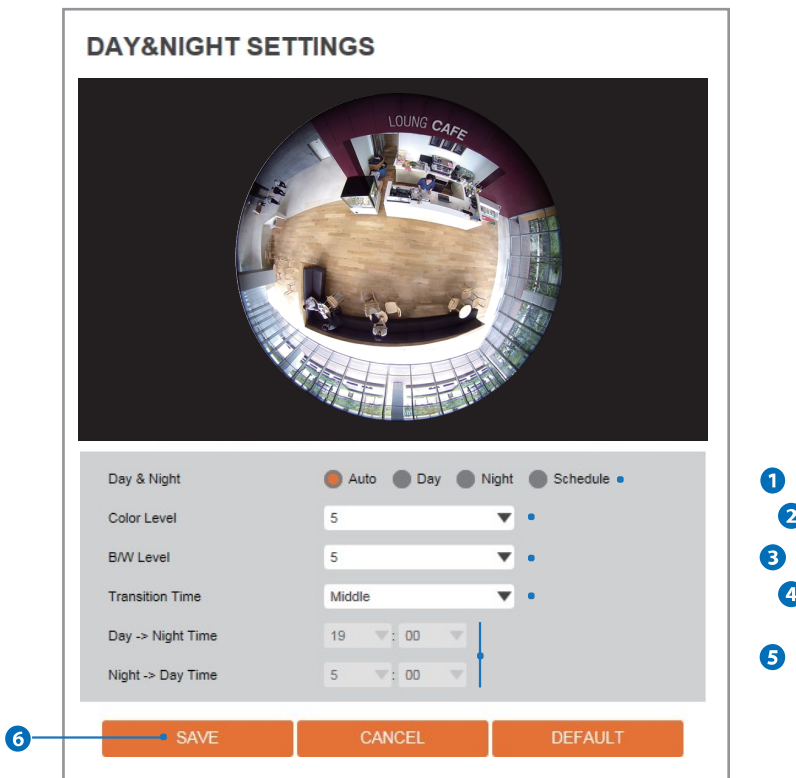 DAY&NIGHT SETTINGS
LOUNG CAFE
Day & Night Auto Day Night Schedule 1
Color Level 5 2
B/W Level 5 3
Transition Time Middle 4
Day -> Night Time 19 : 00
Night -> Day Time 5 : 00 5
6 SAVE CANCEL DEFAULT